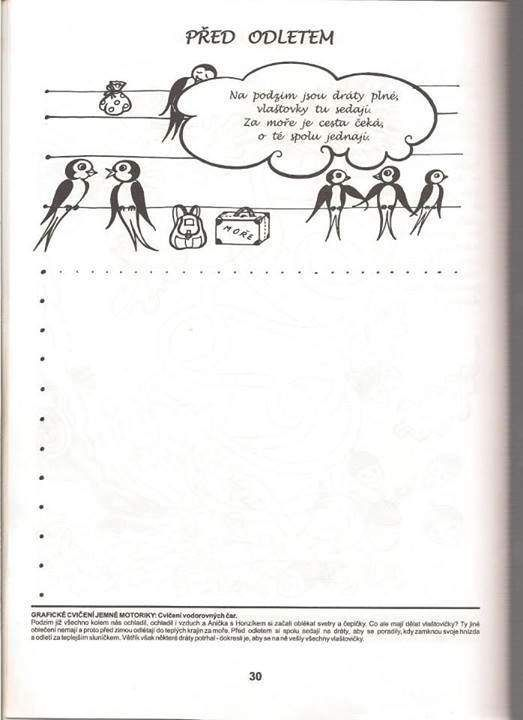 PŘED ODLETEM
Na podzim jsou dráty plné,
vlaštovky tu sedají.
Za moře je cesta čeká,
o té spolu jednají.
MOŘE
GRAFICKÉ CVIČENÍ JEMNÉ MOTORIKY: Cvičení vodorovných čar.
Podzim již všechno kolem nás ochladil, ochladil i vzduch a Anička s Honzíkem si začali oblékat svetry a čepičky. Co ale mají dělat vlaštovičky? Ty jiné
oblečení nemají a proto před zimou odlétají do teplých krajin za moře. Před odletem si spolu sedají na dráty, aby se poradily, kdy zamknou svoje hnízda
a odletí za teplejším sluníčkem. Větřík však některé dráty potrhal - dokresli je, aby se na ně vešly všechny vlaštovičky.
30